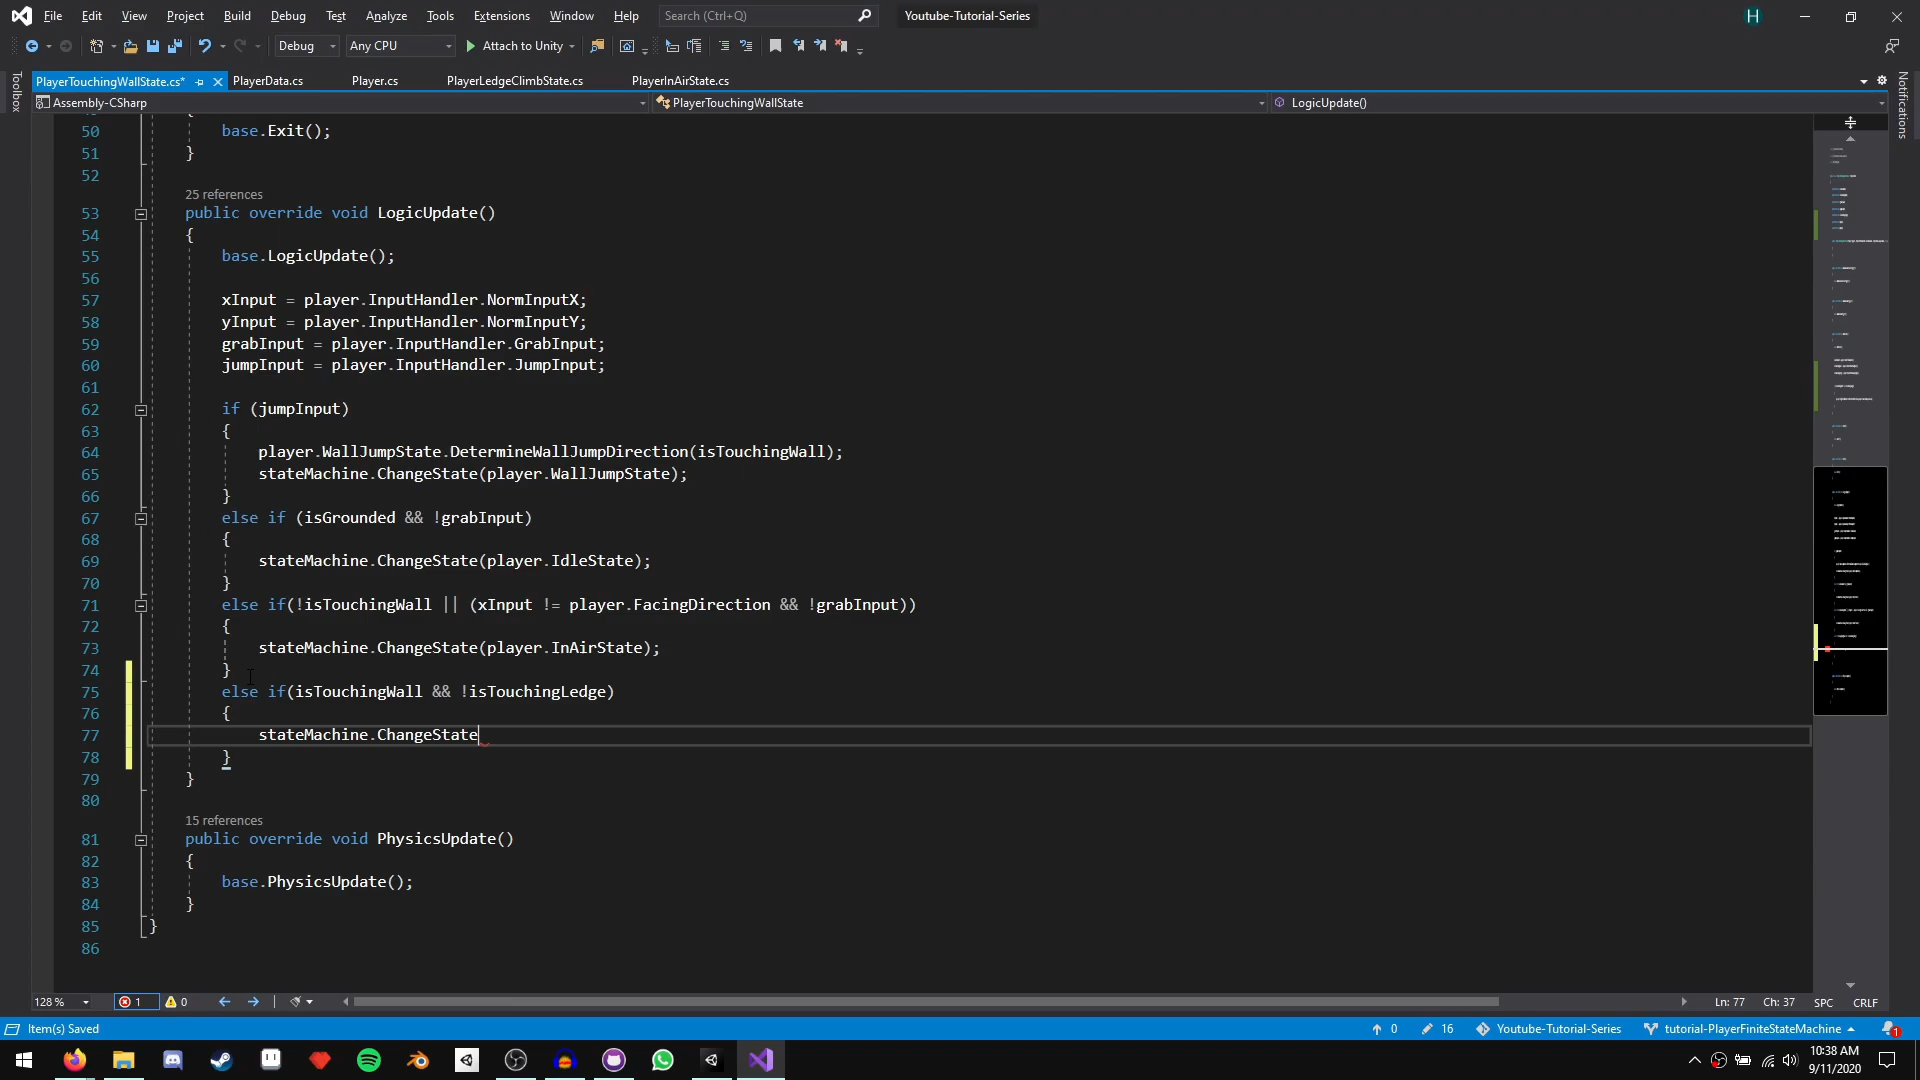 File Edit View Project Build Debug Test Analyze Tools Extensions Window Help Search (Ctrl+Q) Youtube-Tutorial-Series H
Debug Any CPU Attach to Unity
Toolbox
Notifications
PlayerTouchingWallState.cs* PlayerData.cs Player.cs PlayerLedgeClimbState.cs PlayerInAirState.cs
Assembly-CSharp PlayerTouchingWallState LogicUpdate()
50 base.Exit();
51 }
52
25 references
53 public override void LogicUpdate()
54 {
55 base.LogicUpdate();
56
57 xInput = player.InputHandler.NormInputX;
58 yInput = player.InputHandler.NormInputY;
59 grabInput = player.InputHandler.GrabInput;
60 jumpInput = player.InputHandler.JumpInput;
61
62 if (jumpInput)
63 {
64 player.WallJumpState.DetermineWallJumpDirection(isTouchingWall);
65 stateMachine.ChangeState(player.WallJumpState);
66 }
67 else if (isGrounded && !grabInput)
68 {
69 stateMachine.ChangeState(player.IdleState);
70 }
71 else if(!isTouchingWall || (xInput != player.FacingDirection && !grabInput))
72 {
73 stateMachine.ChangeState(player.InAirState);
74 }
75 else if(isTouchingWall && !isTouchingLedge)
76 {
77 stateMachine.ChangeState
78 }
79 }
80
15 references
81 public override void PhysicsUpdate()
82 {
83 base.PhysicsUpdate();
84 }
85 }
86
128 % 1 0 Ln: 77 Ch: 37 SPC CRLF
Item(s) Saved 0 16 Youtube-Tutorial-Series tutorial-PlayerFiniteStateMachine 1
10:38 AM
9/11/2020